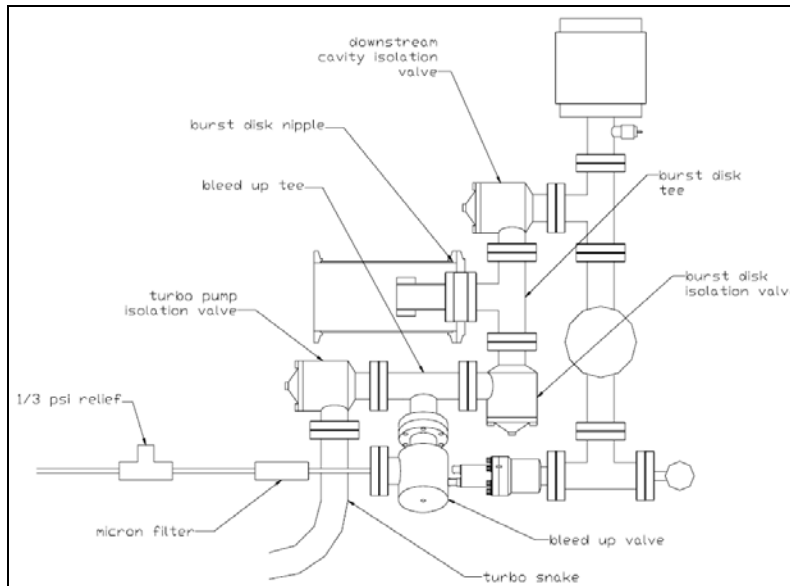 downstream
cavity isolation
valve
burst disk nipple
bleed up tee
burst disk
tee
burst disk
isolation valve
turbo pump
isolation valve
1/3 psi relief
micron filter
bleed up valve
turbo snake